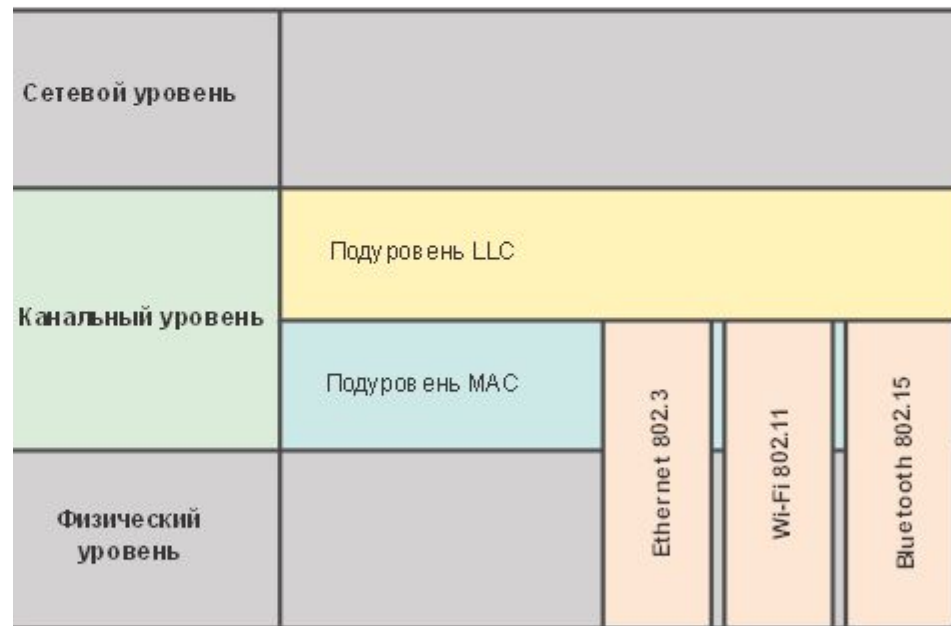 Сетевой уровень
Подуровень LLC
Канальный уровень
Подуровень MAC
Ethernet 802.3
Wi-Fi 802.11
Bluetooth 802.15
Физический
уровень